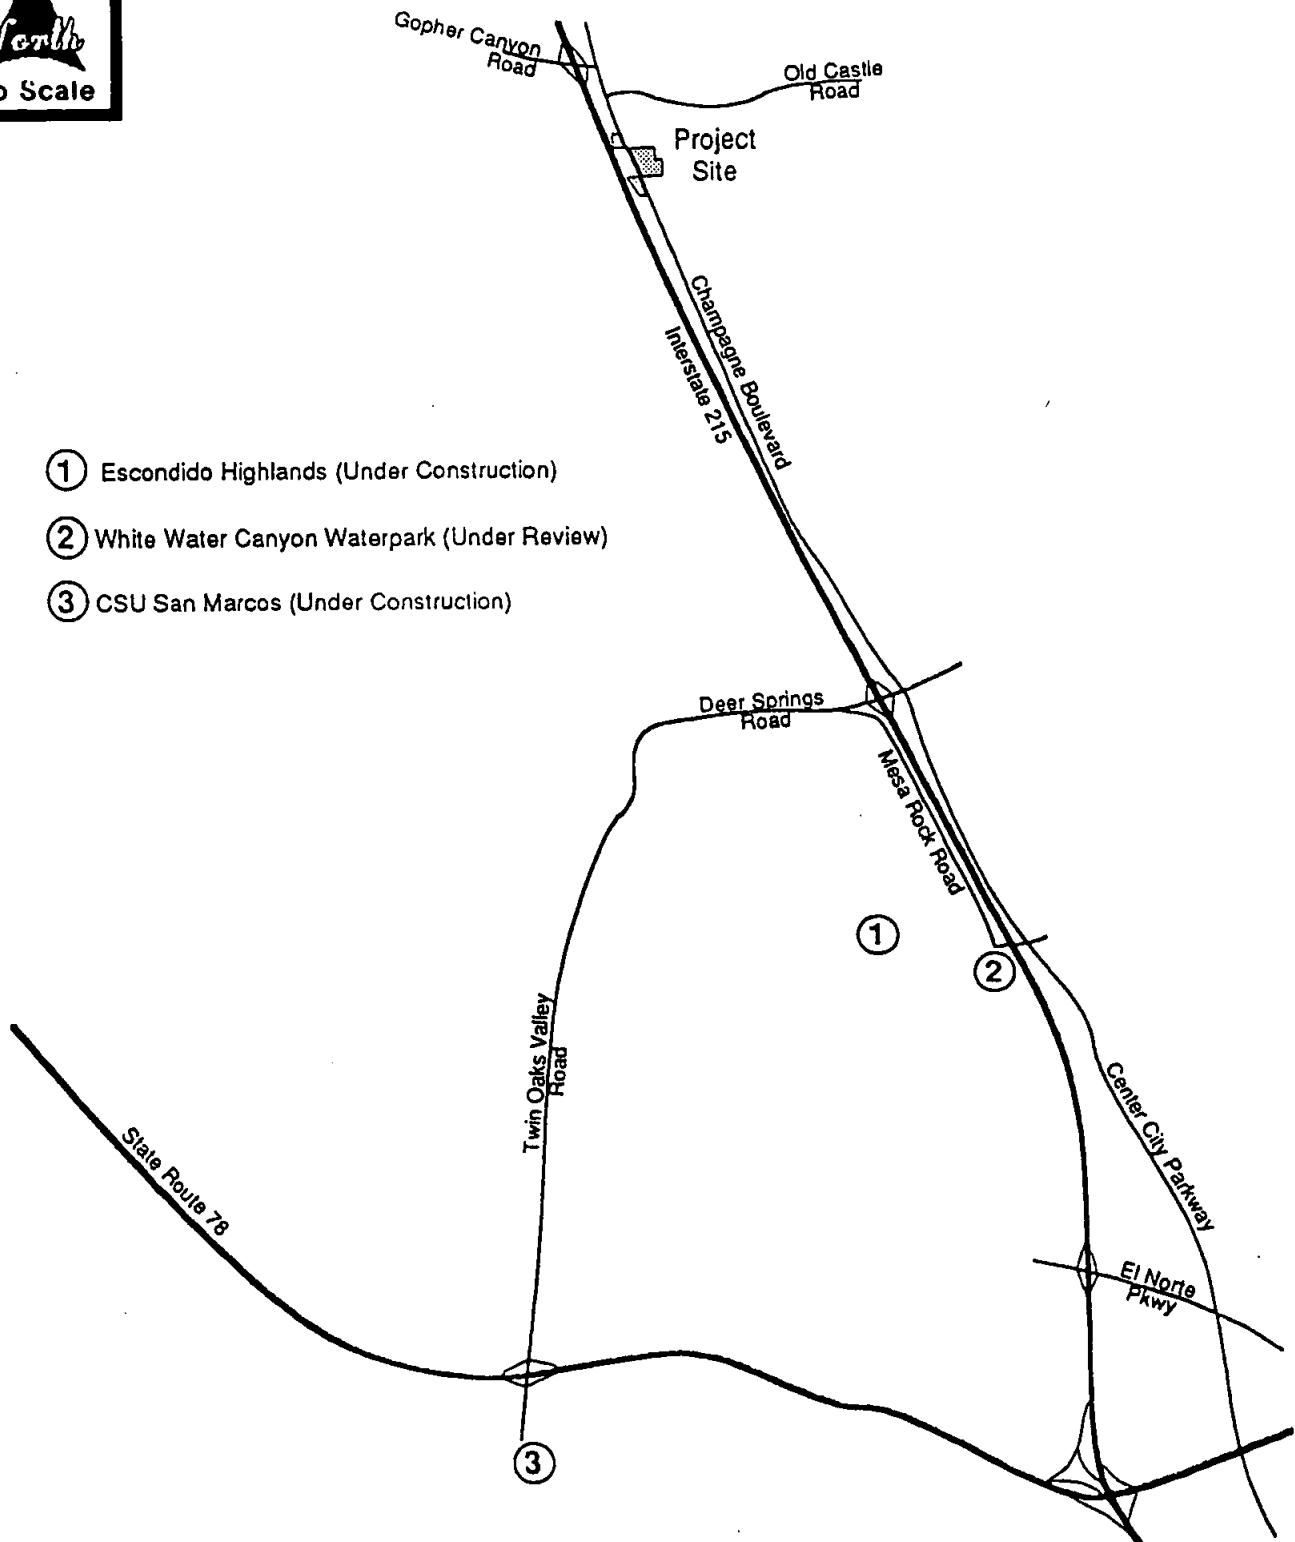 North
o Scale
Gopher Canyon
Road
Old Castle
Road
Project
Site
Champagne Boulevard
Interstate 215
1 Escondido Highlands (Under Construction)
2 White Water Canyon Waterpark (Under Review)
3 CSU San Marcos (Under Construction)
Deer Springs
Road
Mesa Rock Road
1
2
Twin Oaks Valley
Road
Center City Parkway
State Route 78
El Norte
Pkwy
3